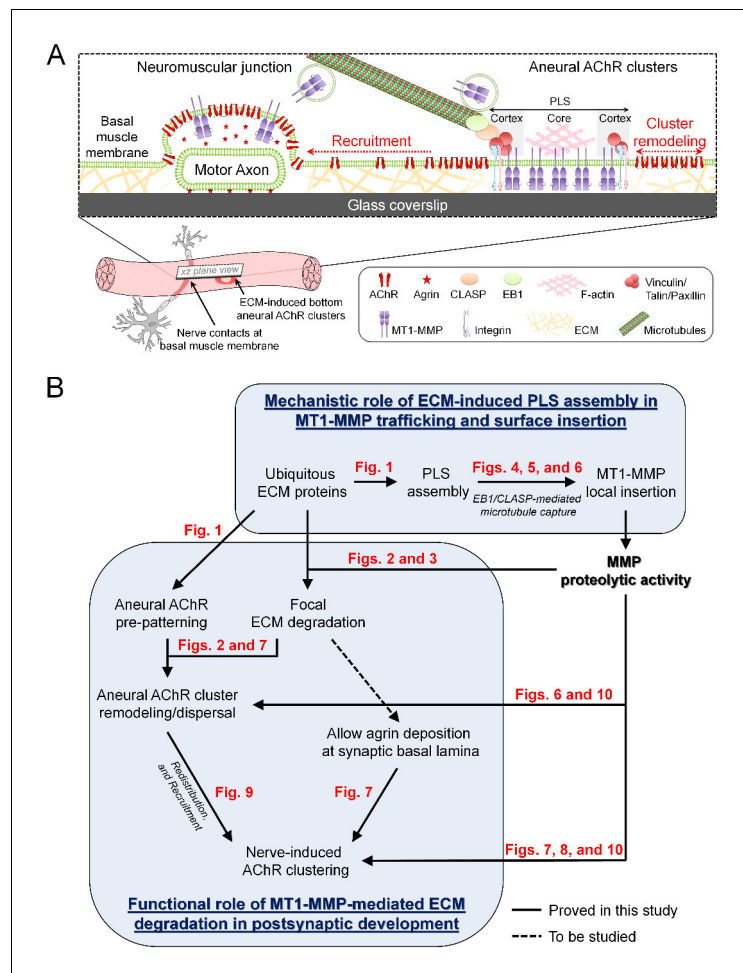 A
Neuromuscular junction
Aneural AChR clusters
PLS
Cortex
Core
Cortex
Basal
muscle
membrane
Recruitment
Cluster
remodeling
Motor Axon
Glass coverslip
xz plane view
ECM-induced bottom
aneural AChR clusters
Nerve contacts at
basal muscle membrane
AChR
Agrin
CLASP
EB1
F-actin
Vinculin/
Talin/Paxillin
MT1-MMP
Integrin
ECM
Microtubules
B
Mechanistic role of ECM-induced PLS assembly in
MT1-MMP trafficking and surface insertion
Ubiquitous
ECM proteins
Fig. 1
PLS
assembly
Figs. 4, 5, and 6
EB1/CLASP-mediated
microtubule capture
MT1-MMP
local insertion
Fig. 1
Figs. 2 and 3
MMP
proteolytic activity
Aneural AChR
pre-patterning
Focal
ECM degradation
Figs. 2 and 7
Aneural AChR cluster
remodeling/dispersal
Figs. 6 and 10
Allow agrin deposition
at synaptic basal lamina
Redistribution,
and Recruitment
Fig. 9
Fig. 7
Nerve-induced
AChR clustering
Figs. 7, 8, and 10
Functional role of MT1-MMP-mediated ECM
degradation in postsynaptic development
Proved in this study
To be studied